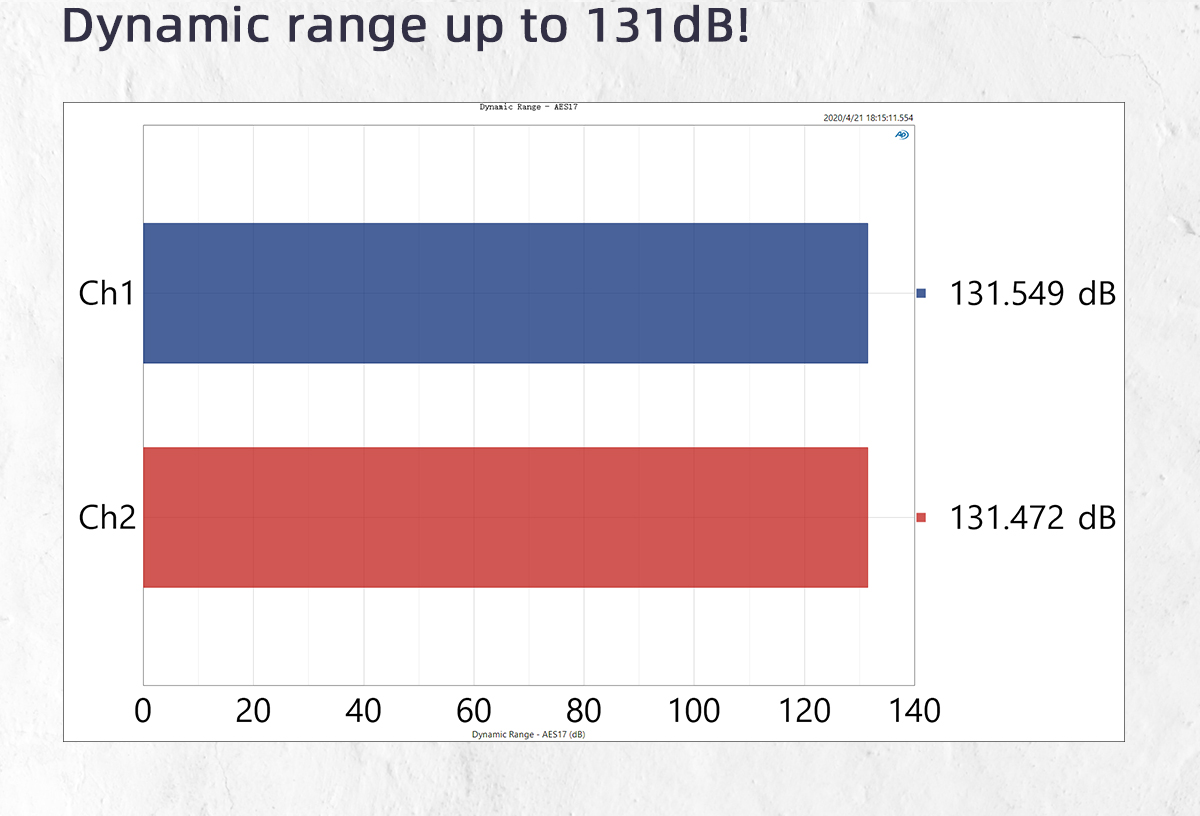 Dynamic range up to 131dB!
Dynamic Range - AES17
2020/4/21 18:15:11.554
AP
Ch1 131.549 dB
Ch2 131.472 dB
0 20 40 60 80 100 120 140
Dynamic Range - AES17 (dB)